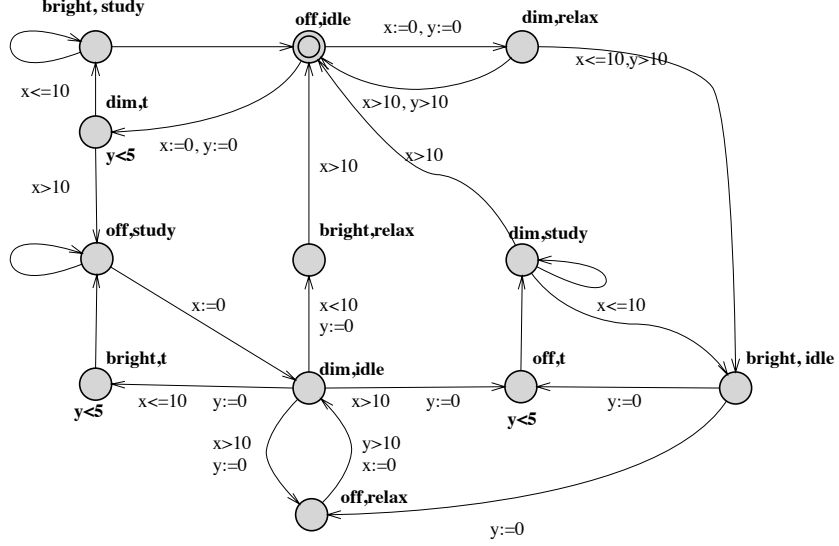 bright, study
off,idle
x:=0, y:=0
dim,relax
x<=10,y>10
x<=10
dim,t
x>10, y>10
y<5
x:=0, y:=0
x>10
x>10
x>10
off,study
bright,relax
dim,study
x:=0
x<10
y:=0
x<=10
bright,t
dim,idle
off,t
bright, idle
y<5
x<=10
y:=0
x>10
y:=0
y<5
y:=0
x>10
y:=0
y>10
x:=0
off,relax
y:=0